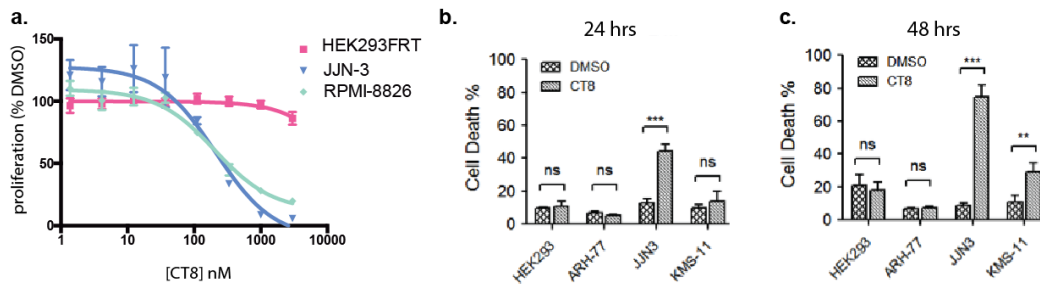 a.
150
100
50
0
proliferation (% DMSO)
1 10 100 1000 10000
[CT8] nM
HEK293FRT
JJN-3
RPMI-8826
b.
24 hrs
100
80
60
40
20
0
Cell Death %
DMSO
CT8
ns
ns
***
ns
HEK293
ARH-77
JJN3
KMS-11
c.
48 hrs
100
80
60
40
20
0
Cell Death %
DMSO
CT8
ns
ns
***
**
HEK293
ARH-77
JJN3
KMS-11